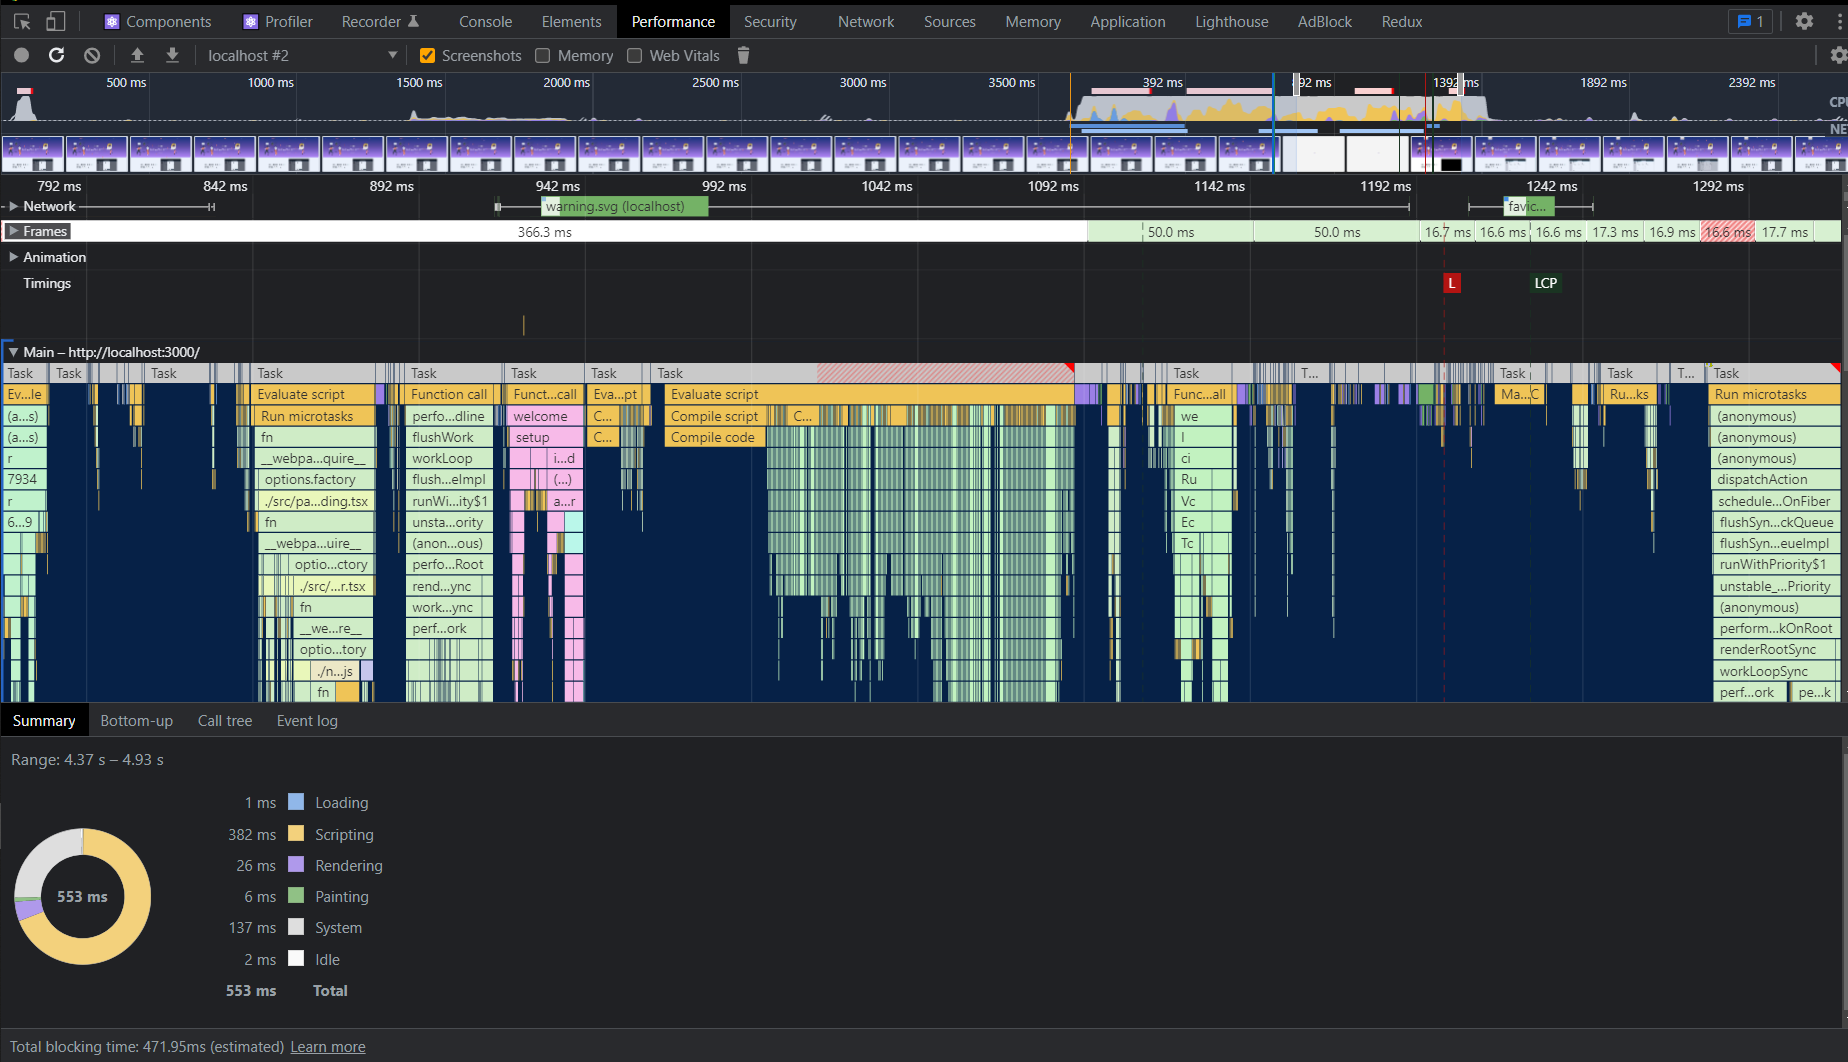 Components Profiler Recorder Console Elements Performance Security Network Sources Memory Application Lighthouse AdBlock Redux 1
localhost #2 Screenshots Memory Web Vitals
500 ms 1000 ms 1500 ms 2000 ms 2500 ms 3000 ms 3500 ms 392 ms 892 ms 1392 ms 1892 ms 2392 ms
CPU
NET
792 ms 842 ms 892 ms 942 ms 992 ms 1042 ms 1092 ms 1142 ms 1192 ms 1242 ms 1292 ms
Network warning.svg (localhost) favic...
Frames 366.3 ms 50.0 ms 50.0 ms 16.7 ms 16.6 ms 16.6 ms 17.3 ms 16.9 ms 16.6 ms 17.7 ms
Animation
Timings L LCP
Main – http://localhost:3000/
Task Task Task Task Task Task Task Task Task T... Task Task T... Task
Ev...le Evaluate script Function call Funct...call Eva...pt Evaluate script Func...all Ma...C Ru...ks Run microtasks
(a...s) Run microtasks perfo...dline welcome C... Compile script C... we (anonymous)
(a...s) fn flushWork setup C... Compile code l (anonymous)
r __webpa...quire__ workLoop i...d ci (anonymous)
7934 options.factory flush...eImpl (...) Ru dispatchAction
r ./src/pa...ding.tsx runWi...ity$1 a...r Vc schedule...OnFiber
6...9 fn unsta...ority Ec flushSyn...ckQueue
__webpa...uire__ (anon...ous) Tc flushSyn...eueImpl
optio...ctory perfo...Root runWithPriority$1
./src/...r.tsx rend...ync unstable_...Priority
fn work...ync (anonymous)
__we...re__ perf...ork perform...kOnRoot
optio...tory renderRootSync
./n...js workLoopSync
fn perf...ork pe...k
Summary Bottom-up Call tree Event log
Range: 4.37 s – 4.93 s
1 ms Loading
382 ms Scripting
26 ms Rendering
553 ms
6 ms Painting
137 ms System
2 ms Idle
553 ms Total
Total blocking time: 471.95ms (estimated) Learn more